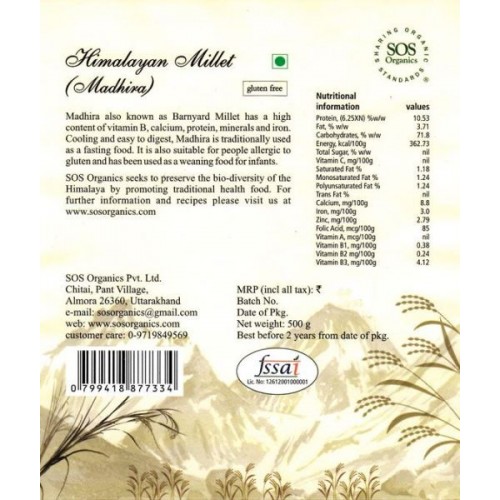 Himalayan Millet
(Madhira)
gluten free
SHARING ORGANIC
SOS
Organics
STANDARDS
®
Madhira also known as Barnyard Millet has a high
content of vitamin B, calcium, protein, minerals and iron.
Cooling and easy to digest, Madhira is traditionally used
as a fasting food. It is also suitable for people allergic to
gluten and has been used as a weaning food for infants.
SOS Organics seeks to preserve the bio-diversity of the
Himalaya by promoting traditional health food. For
further information and recipes please visit us at
www.sosorganics.com
Nutritional
information values
Protein, (6.25XN) %w/w 10.53
Fat, % w/w 3.71
Carbohydrates, % w/w 71.8
Energy, kcal/100g 362.73
Total Sugar, % w/w nil
Vitamin C, mg/100g nil
Saturated Fat % 1.18
Monosaturated Fat % 1.24
Polyunsaturated Fat % 1.24
Trans Fat % nil
Calcium, mg/100g 8.8
Iron, mg/100g 3.0
Zinc, mg/100g 2.79
Folic Acid, mcg/100g 85
Vitamin A, mcg/100g nil
Vitamin B1, mg/100g 0.38
Vitamin B2 mg/100g 0.24
Vitamin B3, mg/100g 4.12
SOS Organics Pvt. Ltd.
Chitai, Pant Village,
Almora 26360, Uttarakhand
e-mail: sosorganics@gmail.com
web: www.sosorganics.com
customer care: 0-9719849569
MRP (incl all tax): ₹
Batch No.
Date of Pkg.
Net weight: 500 g
Best before 2 years from date of pkg.
0 799418 877334
fssai
Lic. No: 12612001000001